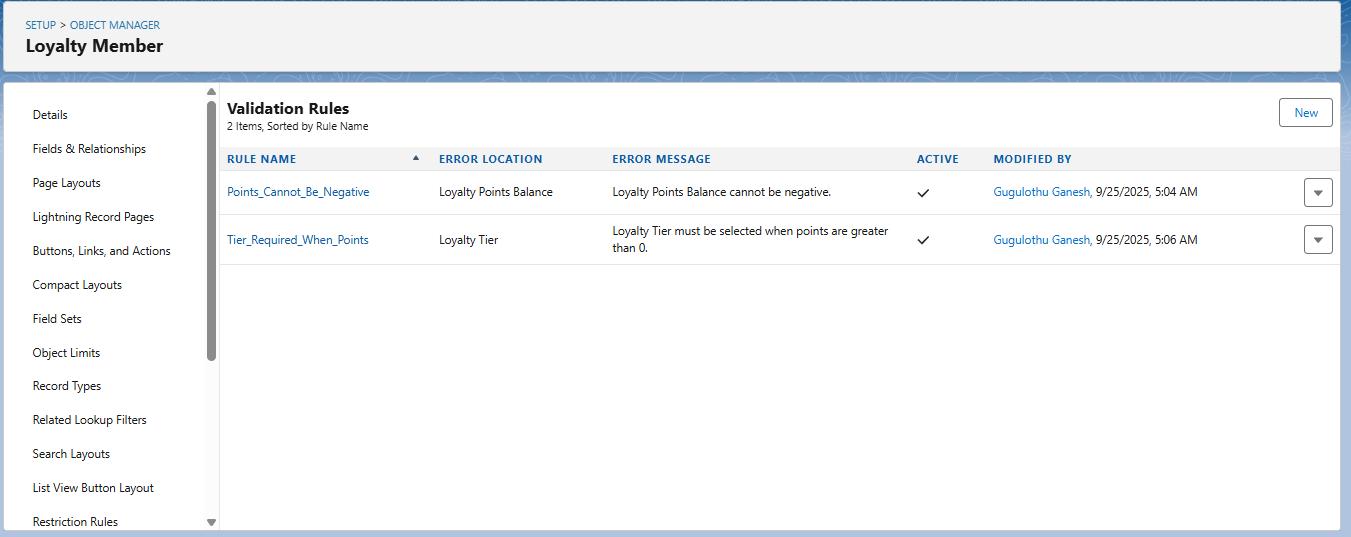 SETUP > OBJECT MANAGER
Loyalty Member
Details
Fields & Relationships
Page Layouts
Lightning Record Pages
Buttons, Links, and Actions
Compact Layouts
Field Sets
Object Limits
Record Types
Related Lookup Filters
Search Layouts
List View Button Layout
Restriction Rules
Validation Rules
2 Items, Sorted by Rule Name
New
RULE NAME ERROR LOCATION ERROR MESSAGE ACTIVE MODIFIED BY
Points_Cannot_Be_Negative Loyalty Points Balance Loyalty Points Balance cannot be negative. Gugulothu Ganesh, 9/25/2025, 5:04 AM
Tier_Required_When_Points Loyalty Tier Loyalty Tier must be selected when points are greater
than 0. Gugulothu Ganesh, 9/25/2025, 5:06 AM